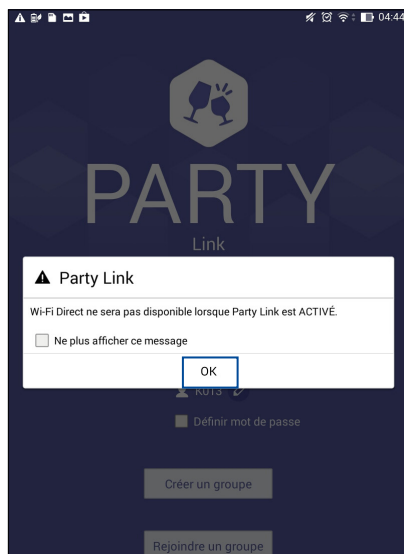 04:44
PARTY
Link
Party Link
Wi-Fi Direct ne sera pas disponible lorsque Party Link est ACTIVÉ.
Ne plus afficher ce message
OK
K013
Définir mot de passe
Créer un groupe
Rejoindre un groupe